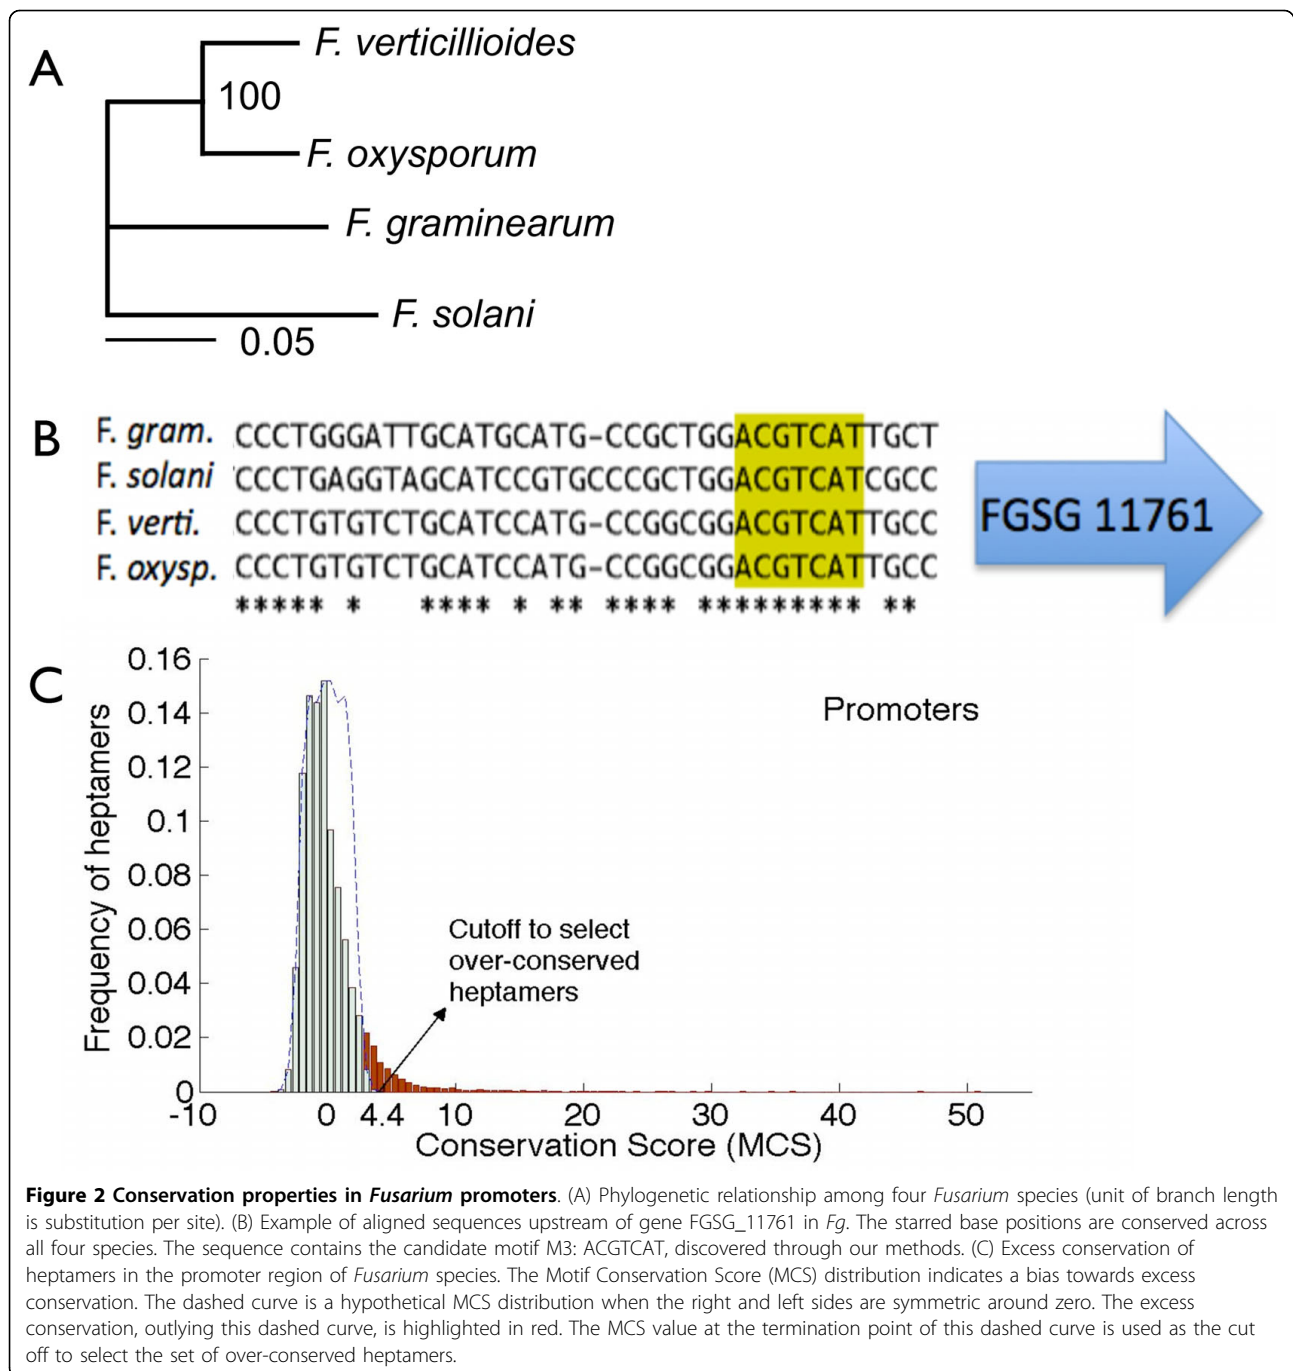 A
F. verticillioides
100
F. oxysporum
F. graminearum
F. solani
0.05
B
F. gram. CCCTGGGATTGCATGCATG-CCGCTGGACGTCATTGCT
F. solani CCCTGAGGTAGCATCCGTGCCCGCTGGACGTCATCGCC
F. verti. CCCTGTGTCTGCATCCATG-CCGGCGGACGTCATTGCC
F. oxysp. CCCTGTGTCTGCATCCATG-CCGGCGGACGTCATTGCC
***** * **** * ** **** ********* **
FGSG 11761
C
Promoters
Frequency of heptamers
0.16
0.14
0.12
0.1
0.08
0.06
0.04
0.02
0
Cutoff to select
over-conserved
heptamers
-10 0 4.4 10 20 30 40 50
Conservation Score (MCS)
Figure 2 Conservation properties in Fusarium promoters. (A) Phylogenetic relationship among four Fusarium species (unit of branch length
is substitution per site). (B) Example of aligned sequences upstream of gene FGSG_11761 in Fg. The starred base positions are conserved across
all four species. The sequence contains the candidate motif M3: ACGTCAT, discovered through our methods. (C) Excess conservation of
heptamers in the promoter region of Fusarium species. The Motif Conservation Score (MCS) distribution indicates a bias towards excess
conservation. The dashed curve is a hypothetical MCS distribution when the right and left sides are symmetric around zero. The excess
conservation, outlying this dashed curve, is highlighted in red. The MCS value at the termination point of this dashed curve is used as the cut
off to select the set of over-conserved heptamers.